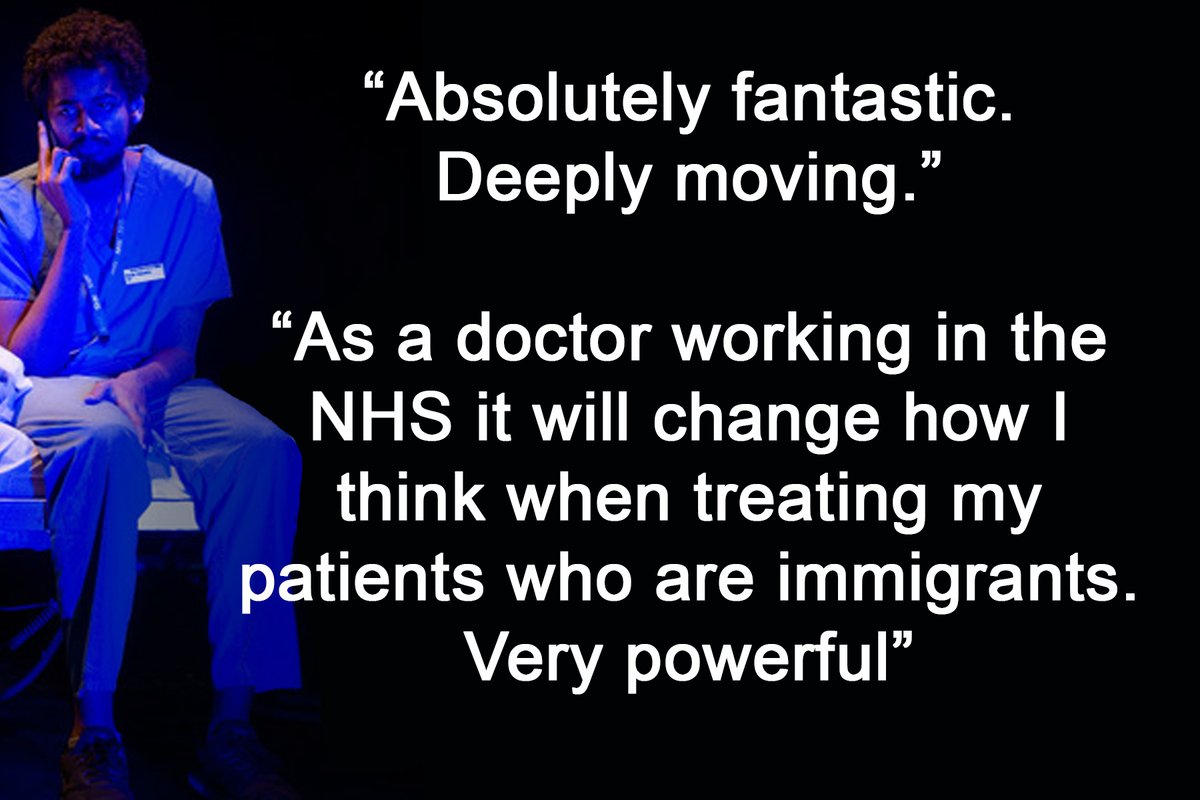 “Absolutely fantastic.
Deeply moving.”
“As a doctor working in the
NHS it will change how I
think when treating my
patients who are immigrants.
Very powerful”